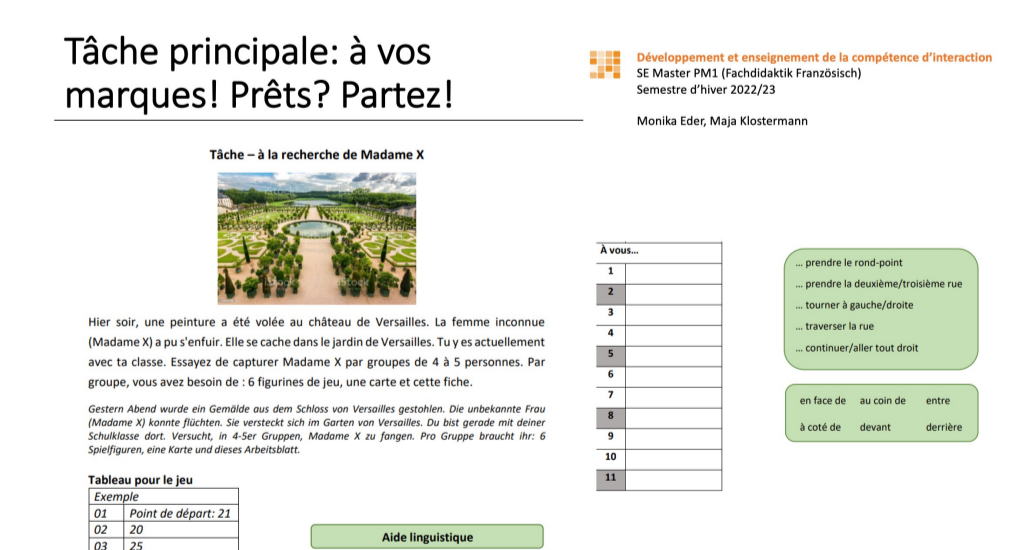 Tâche principale: à vos
marques! Prêts? Partez!
Développement et enseignement de la compétence d'interaction
SE Master PM1 (Fachdidaktik Französisch)
Semestre d'hiver 2022/23
Monika Eder, Maja Klostermann
Tâche – à la recherche de Madame X
iStock
Hier soir, une peinture a été volée au château de Versailles. La femme inconnue
(Madame X) a pu s'enfuir. Elle se cache dans le jardin de Versailles. Tu y es actuellement
avec ta classe. Essayez de capturer Madame X par groupes de 4 à 5 personnes. Par
groupe, vous avez besoin de : 6 figurines de jeu, une carte et cette fiche.
Gestern Abend wurde ein Gemälde aus dem Schloss von Versailles gestohlen. Die unbekannte Frau
(Madame X) konnte flüchten. Sie versteckt sich im Garten von Versailles. Du bist gerade mit deiner
Schulklasse dort. Versucht, in 4-5er Gruppen, Madame X zu fangen. Pro Gruppe braucht ihr: 6
Spielfiguren, eine Karte und dieses Arbeitsblatt.
Tableau pour le jeu
Exemple
01 Point de départ: 21
02 20
03 25
Aide linguistique
À vous...
1
2
3
4
5
6
7
8
9
10
11
... prendre le rond-point
... prendre la deuxième/troisième rue
... tourner à gauche/droite
... traverser la rue
... continuer/aller tout droit
en face de au coin de entre
à coté de devant derrière